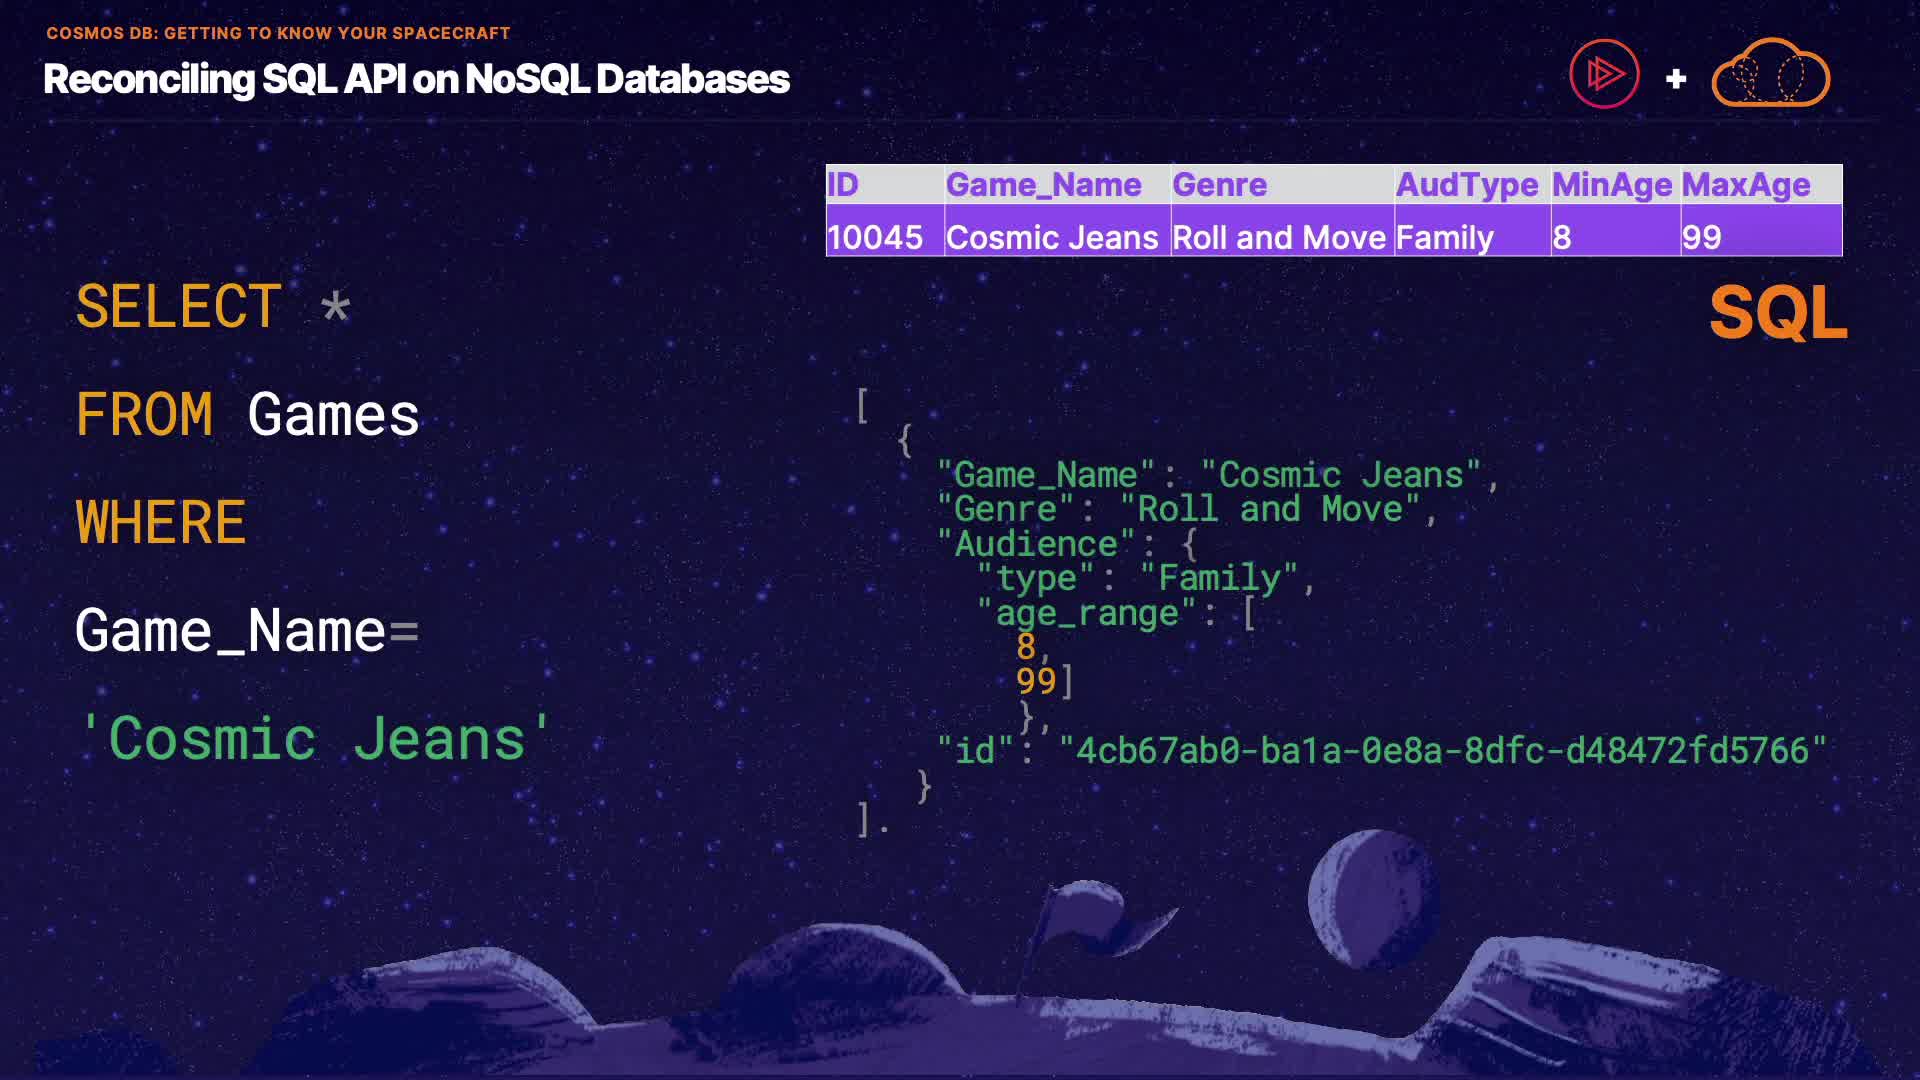 COSMOS DB: GETTING TO KNOW YOUR SPACECRAFT
Reconciling SQL API on NoSQL Databases
+
ID Game_Name Genre AudType MinAge MaxAge
10045 Cosmic Jeans Roll and Move Family 8 99
SQL
SELECT *
FROM Games
WHERE
Game_Name=
'Cosmic Jeans'
[
{
"Game_Name": "Cosmic Jeans",
"Genre": "Roll and Move",
"Audience": {
"type": "Family",
"age_range": [
8,
99]
},
"id": "4cb67ab0-ba1a-0e8a-8dfc-d48472fd5766"
}
].